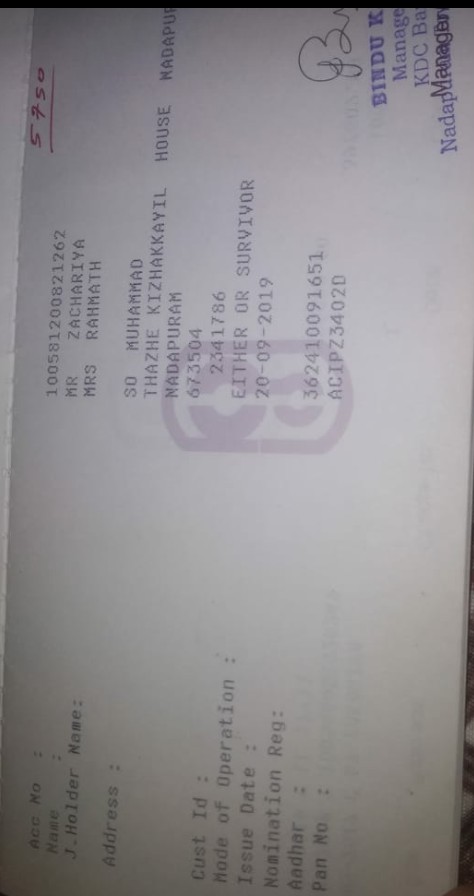 5750
Acc No : 100581200821262
Name : MR ZACHARIYA
J.Holder Name: MRS RAHMATH
Address : SO MUHAMMAD
THAZHE KIZHAKKAYIL HOUSE NADAPUR
NADAPURAM
673504
Cust Id : 2341786
Mode of Operation : EITHER OR SURVIVOR
Issue Date : 20-09-2019
Nomination Reg:
Aadhar : 362410091651
Pan No : ACIPZ3402D
BINDU K
Manage
KDC Ba
Manager